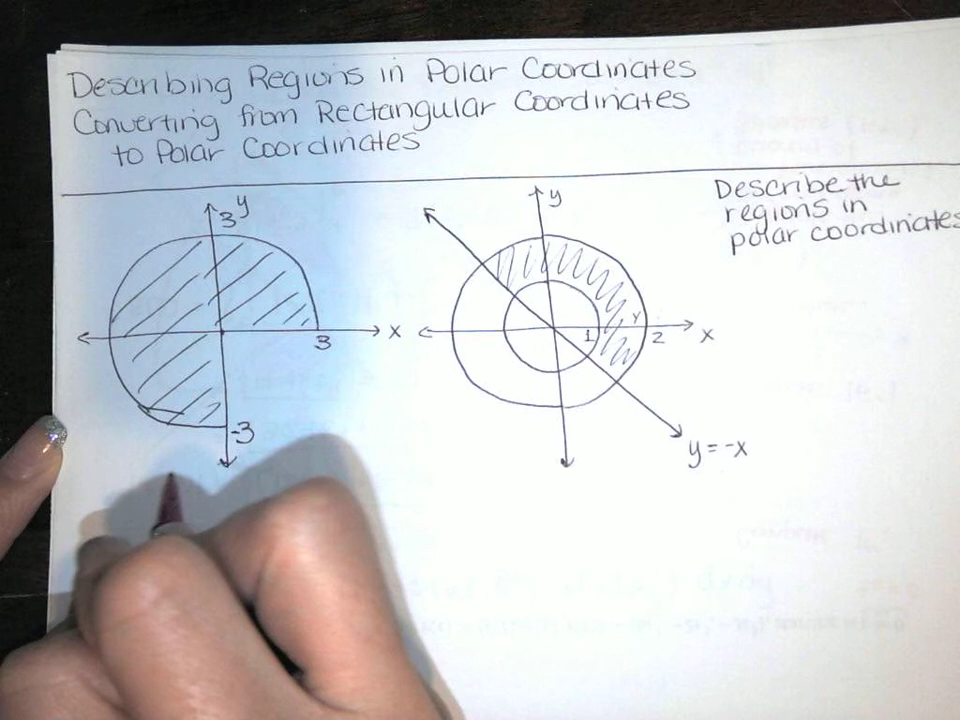 Describing Regions in Polar Coordinates
Converting from Rectangular Coordinates
to Polar Coordinates
Describe the
regions in
polar coordinates
y
3
x
3
-3
y
x
1
2
y = -x